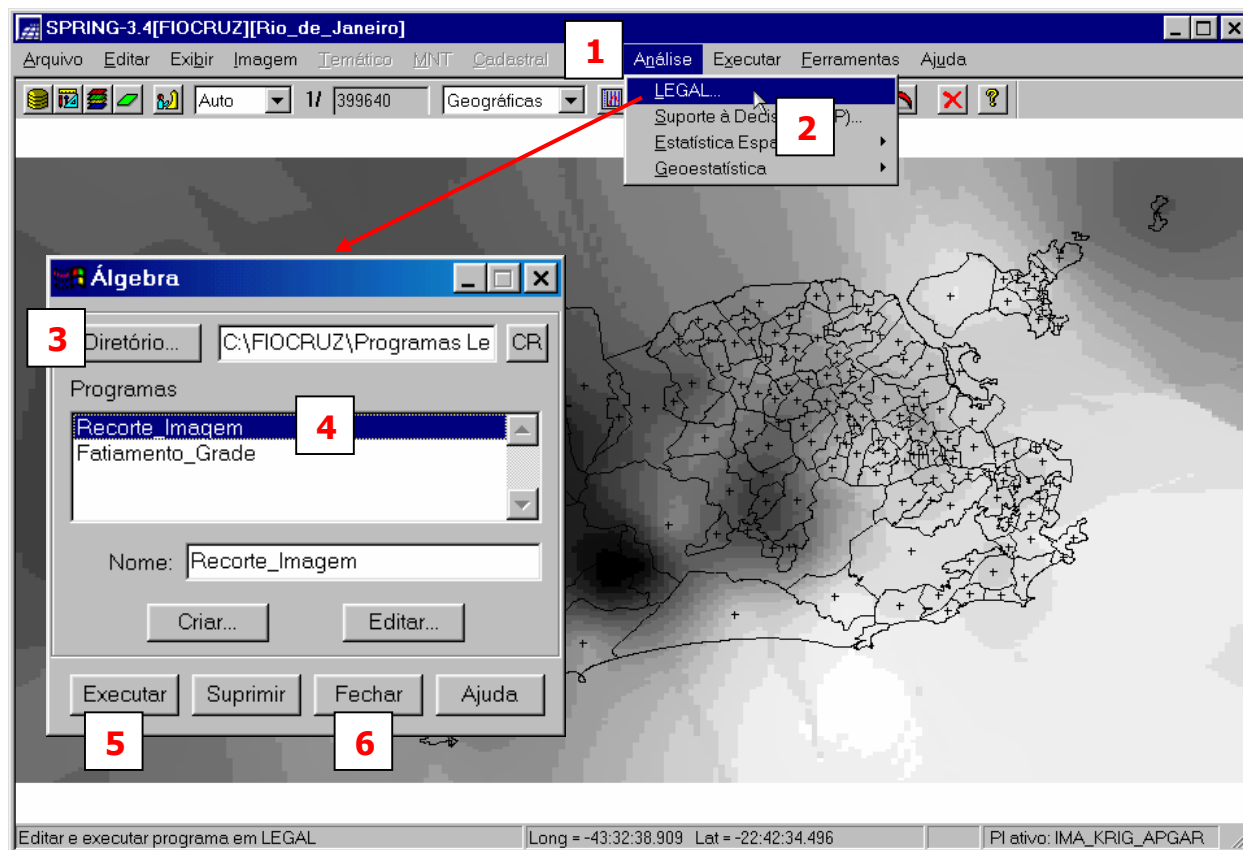 SPRING-3.4[FIOCRUZ][Rio_de_Janeiro]
Arquivo Editar Exibir Imagem Temático MNT Cadastral 1 Análise Executar Ferramentas Ajuda
Auto 1/ 399640 Geográficas
LEGAL...
Suporte à P)...
2
Estatística
Geoestatística
Álgebra
3
Diretório... C:\FIOCRUZ\Programas Le CR
Programas
Recorte_Imagem
4
Fatiamento_Grade
Nome: Recorte_Imagem
Criar... Editar...
Executar Suprimir Fechar Ajuda
5 6
Editar e executar programa em LEGAL Long = -43:32:38.909 Lat = -22:42:34.496 PI ativo: IMA_KRIG_APGAR